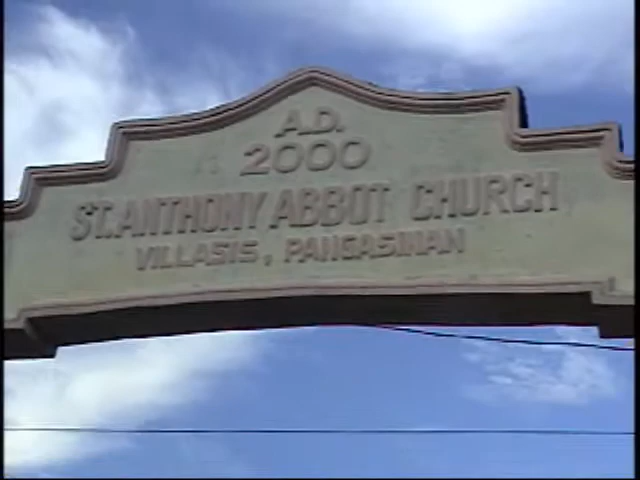 A.D.
2000
ST. ANTHONY ABBOT CHURCH
VILLASIS, PANGASINAN